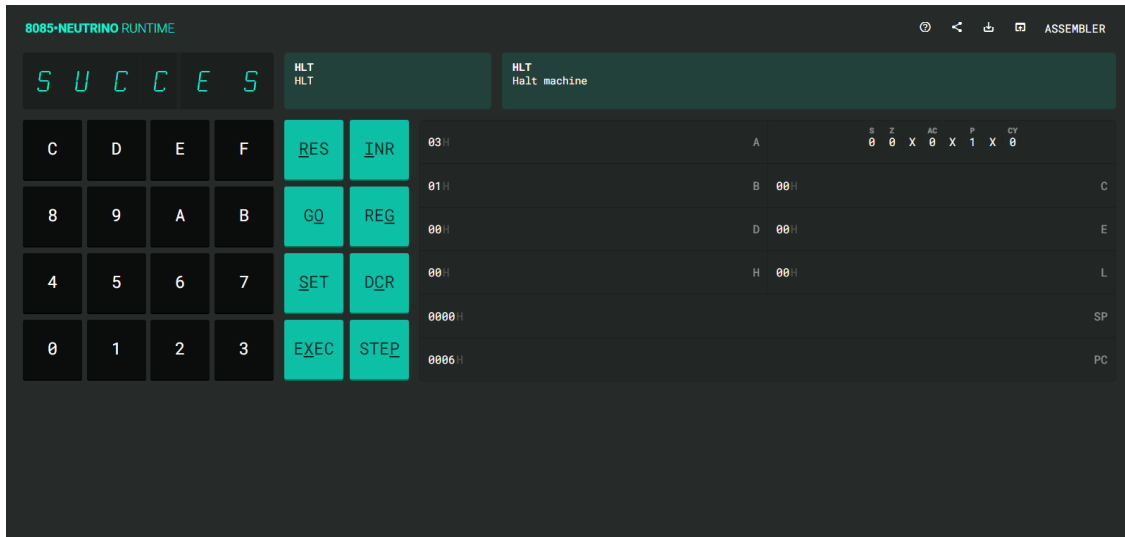 8085•NEUTRINO RUNTIME
ASSEMBLER
S U C C E S
HLT
HLT
HLT
Halt machine
C D E F
RES INR
03H A
S Z AC P CY
0 0 X 0 X 1 X 0
01H B 00H C
8 9 A B
GO REG
00H D 00H E
4 5 6 7
SET DCR
00H H 00H L
0000H SP
0 1 2 3
EXEC STEP
0006H PC